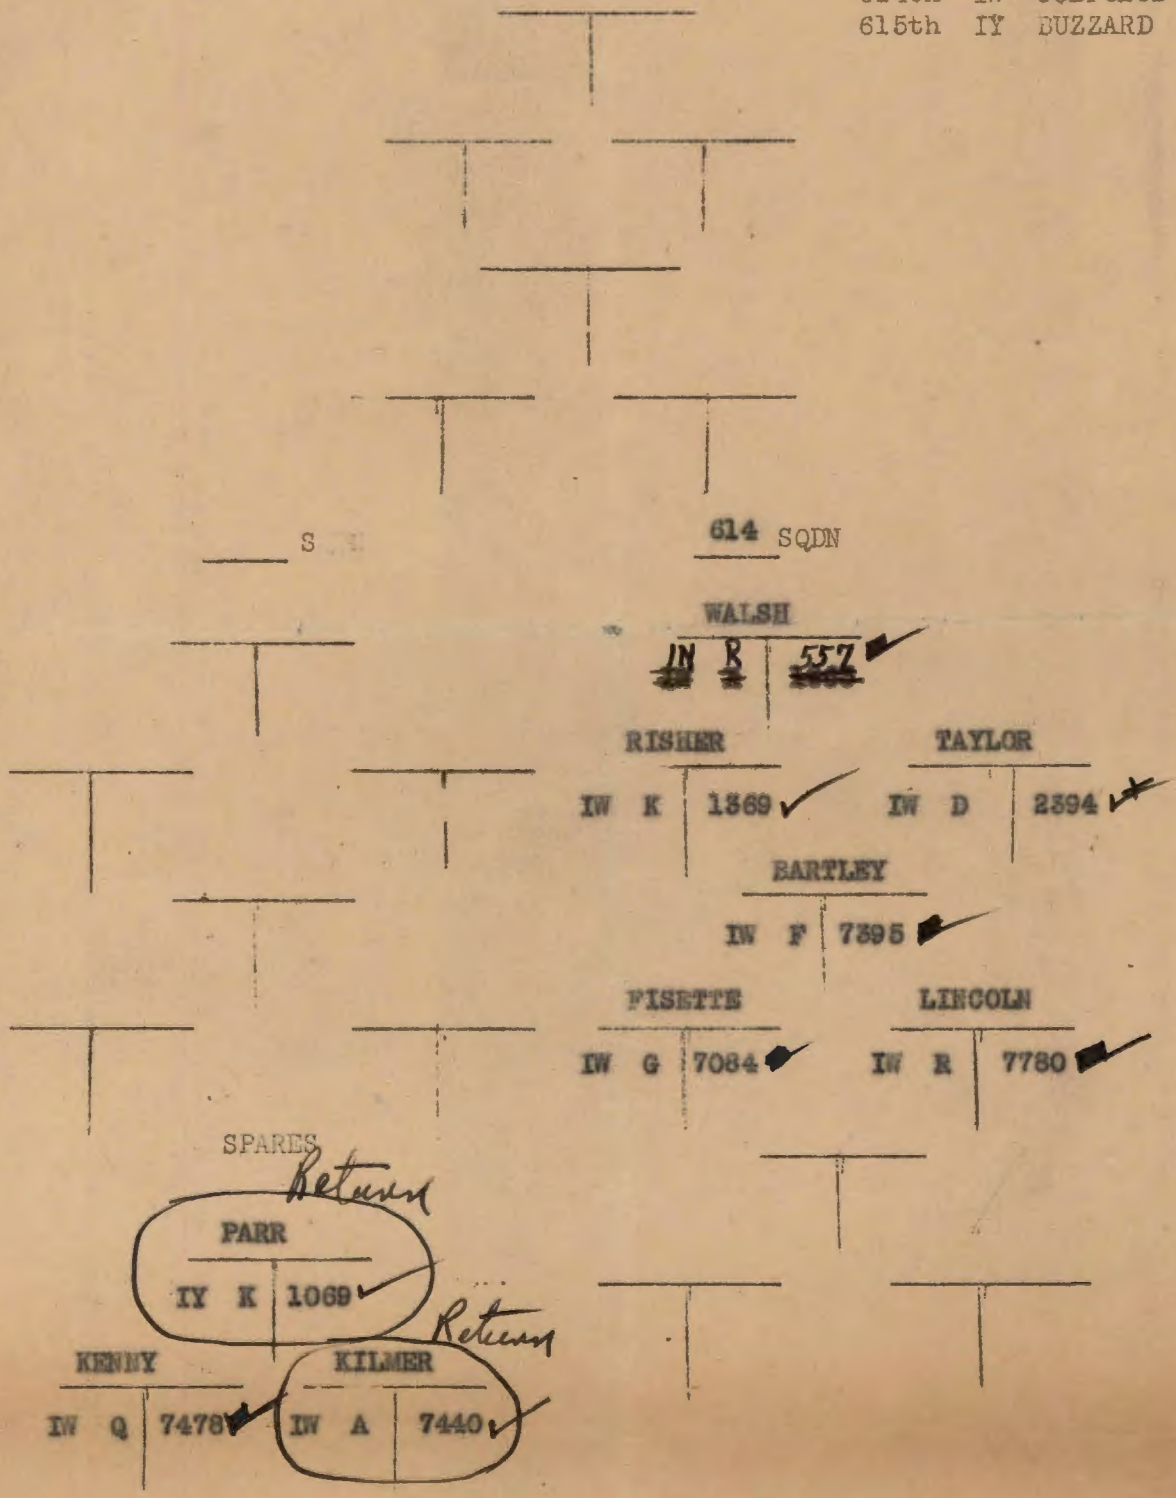 615th IY BUZZARD
614 SQDN
WALSH
IN R 557
RISHER TAYLOR
IW K 1369 IW D 2394
BARTLEY
IW F 7395
FISETTE LINCOLN
IW G 7084 IW R 7780
SPARES
Return
PARR
IY K 1069
Return
KENNY KILMER
IW Q 7478 IW A 7440